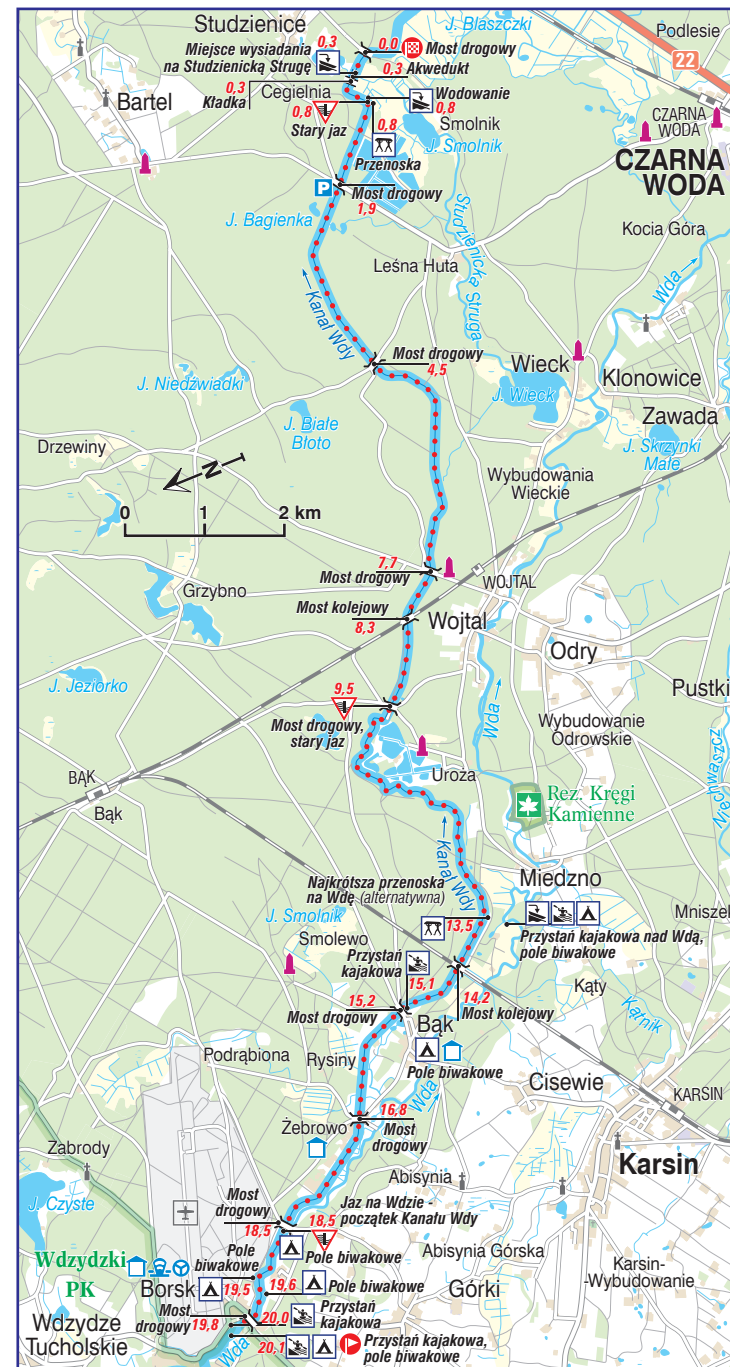 Studzienice
J. Blaszczki
Podlesie
22
Miejsce wysiadania
na Studzienicką Strugę
0,3
0,0
Most drogowy
0,3 Akwedukt
0,3
Kładka
Cegielnia
Wodowanie
0,8
Bartel
0,8
Stary jaz
0,8
Przenoska
Smolnik
J. Smolnik
CZARNA
WODA
CZARNA
WODA
P
Most drogowy
1,9
J. Bagienka
Studzienicka Struga
Kocia Góra
Leśna Huta
Wda
Kanał Wdy
Most drogowy
4,5
Wieck
J. Wieck
Klonowice
J. Niedźwiadki
Zawada
J. Białe
Błoto
J. Skrzynki
Małe
Drzewiny
N
Wybudowania
Wieckie
0 1 2 km
7,7
Most drogowy
WOJTAL
Grzybno
Most kolejowy
8,3
Wojtal
Odry
J. Jeziorko
9,5
Most drogowy,
stary jaz
Pustki
Wda
Wybudowanie
Odrowskie
Niechwaszcz
BĄK
Bąk
Uroża
Rez. Kręgi
Kamienne
Kanał Wdy
Miedzno
Najkrótsza przenoska
na Wdę (alternatywna)
13,5
J. Smolnik
Smolewo
Przystań kajakowa nad Wdą,
pole biwakowe
Mniszek
Przystań
kajakowa
15,1
14,2
Most kolejowy
Kąty
Kątnik
15,2
Most drogowy
Bąk
Podrąbiona
Rysiny
Pole biwakowe
Wda
Cisewie
KARSIN
16,8
Most
drogowy
Żebrowo
Karsin
Zabrody
Abisynia
J. Czyste
Most
drogowy
18,5
Jaz na Wdzie -
początek Kanału Wdy
18,5
Pole biwakowe
Abisynia Górska
Wdzydzki
PK
Pole
biwakowe
19,5
Borsk
19,6
Pole biwakowe
Górki
Karsin-
-Wybudowanie
Most
drogowy 19,8
20,0
Przystań
kajakowa
Wdzydze
Tucholskie
Wda
20,1
Przystań kajakowa,
pole biwakowe